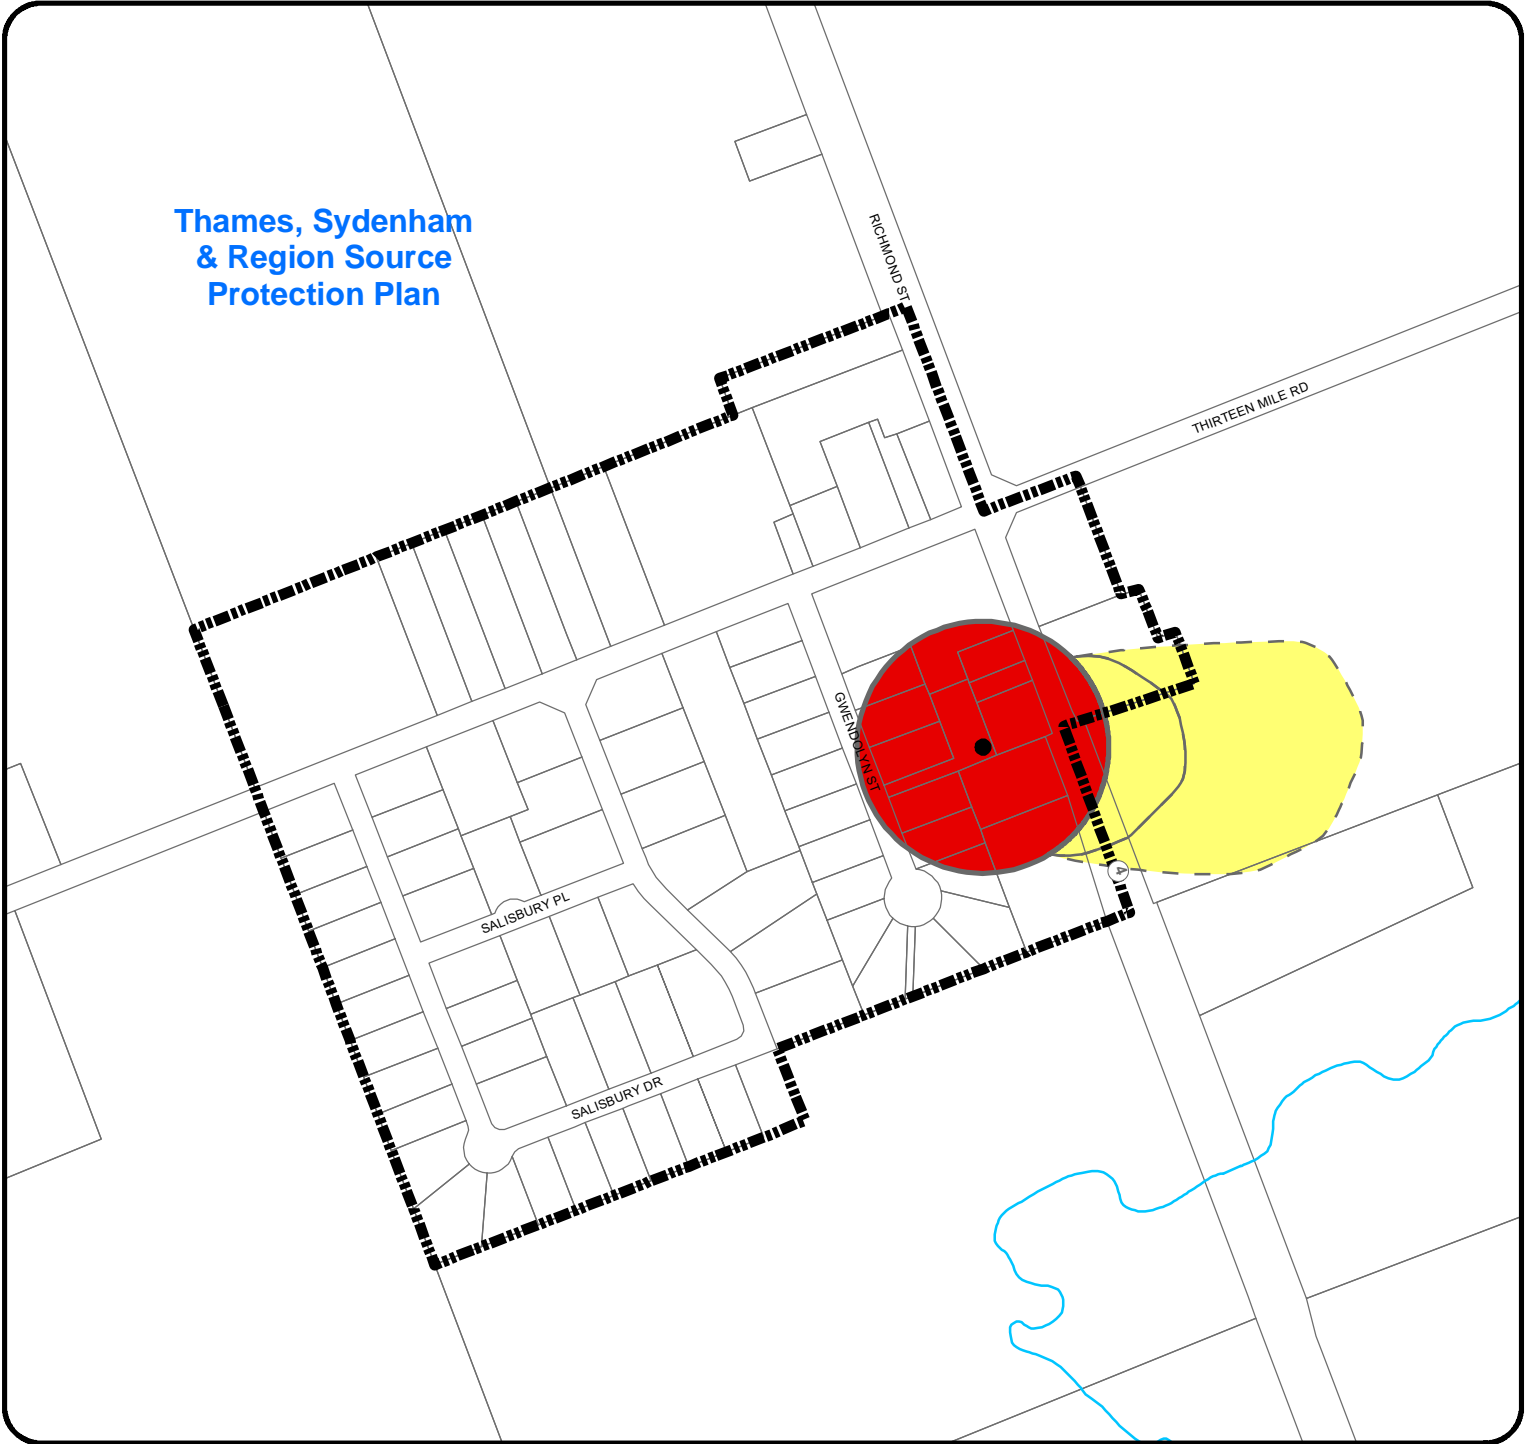 Thames, Sydenham
& Region Source
Protection Plan
RICHMOND ST
THIRTEEN MILE RD
GWENDOLYN ST
4
SALISBURY PL
SALISBURY DR